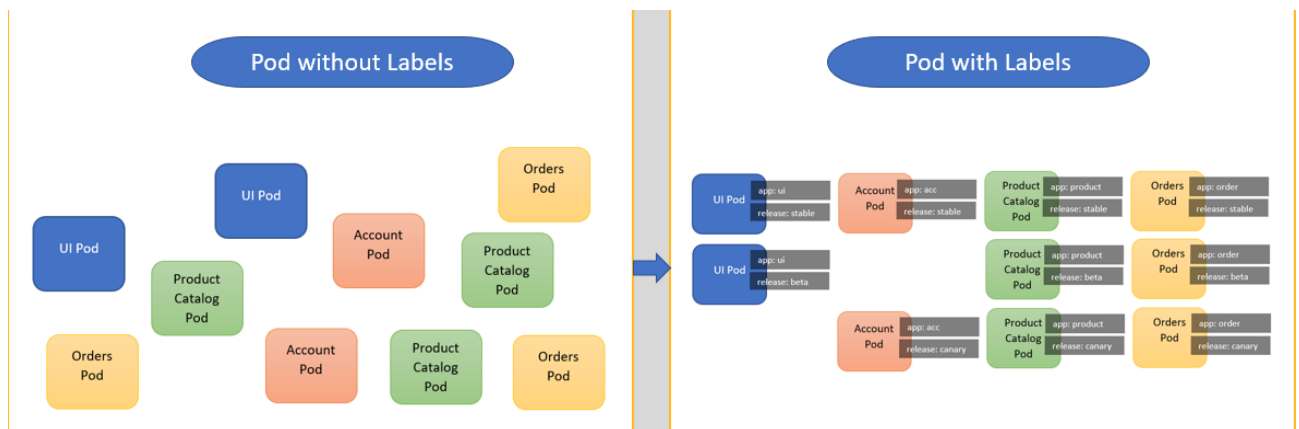 Pod without Labels
UI Pod
UI Pod
Product
Catalog
Pod
Account
Pod
Orders
Pod
Product
Catalog
Pod
Orders
Pod
Account
Pod
Product
Catalog
Pod
Orders
Pod
Pod with Labels
UI Pod
app: ui
release: stable
Account
Pod
app: acc
release: stable
Product
Catalog
Pod
app: product
release: stable
Orders
Pod
app: order
release: stable
UI Pod
app: ui
release: beta
Product
Catalog
Pod
app: product
release: beta
Orders
Pod
app: order
release: beta
Account
Pod
app: acc
release: canary
Product
Catalog
Pod
app: product
release: canary
Orders
Pod
app: order
release: canary